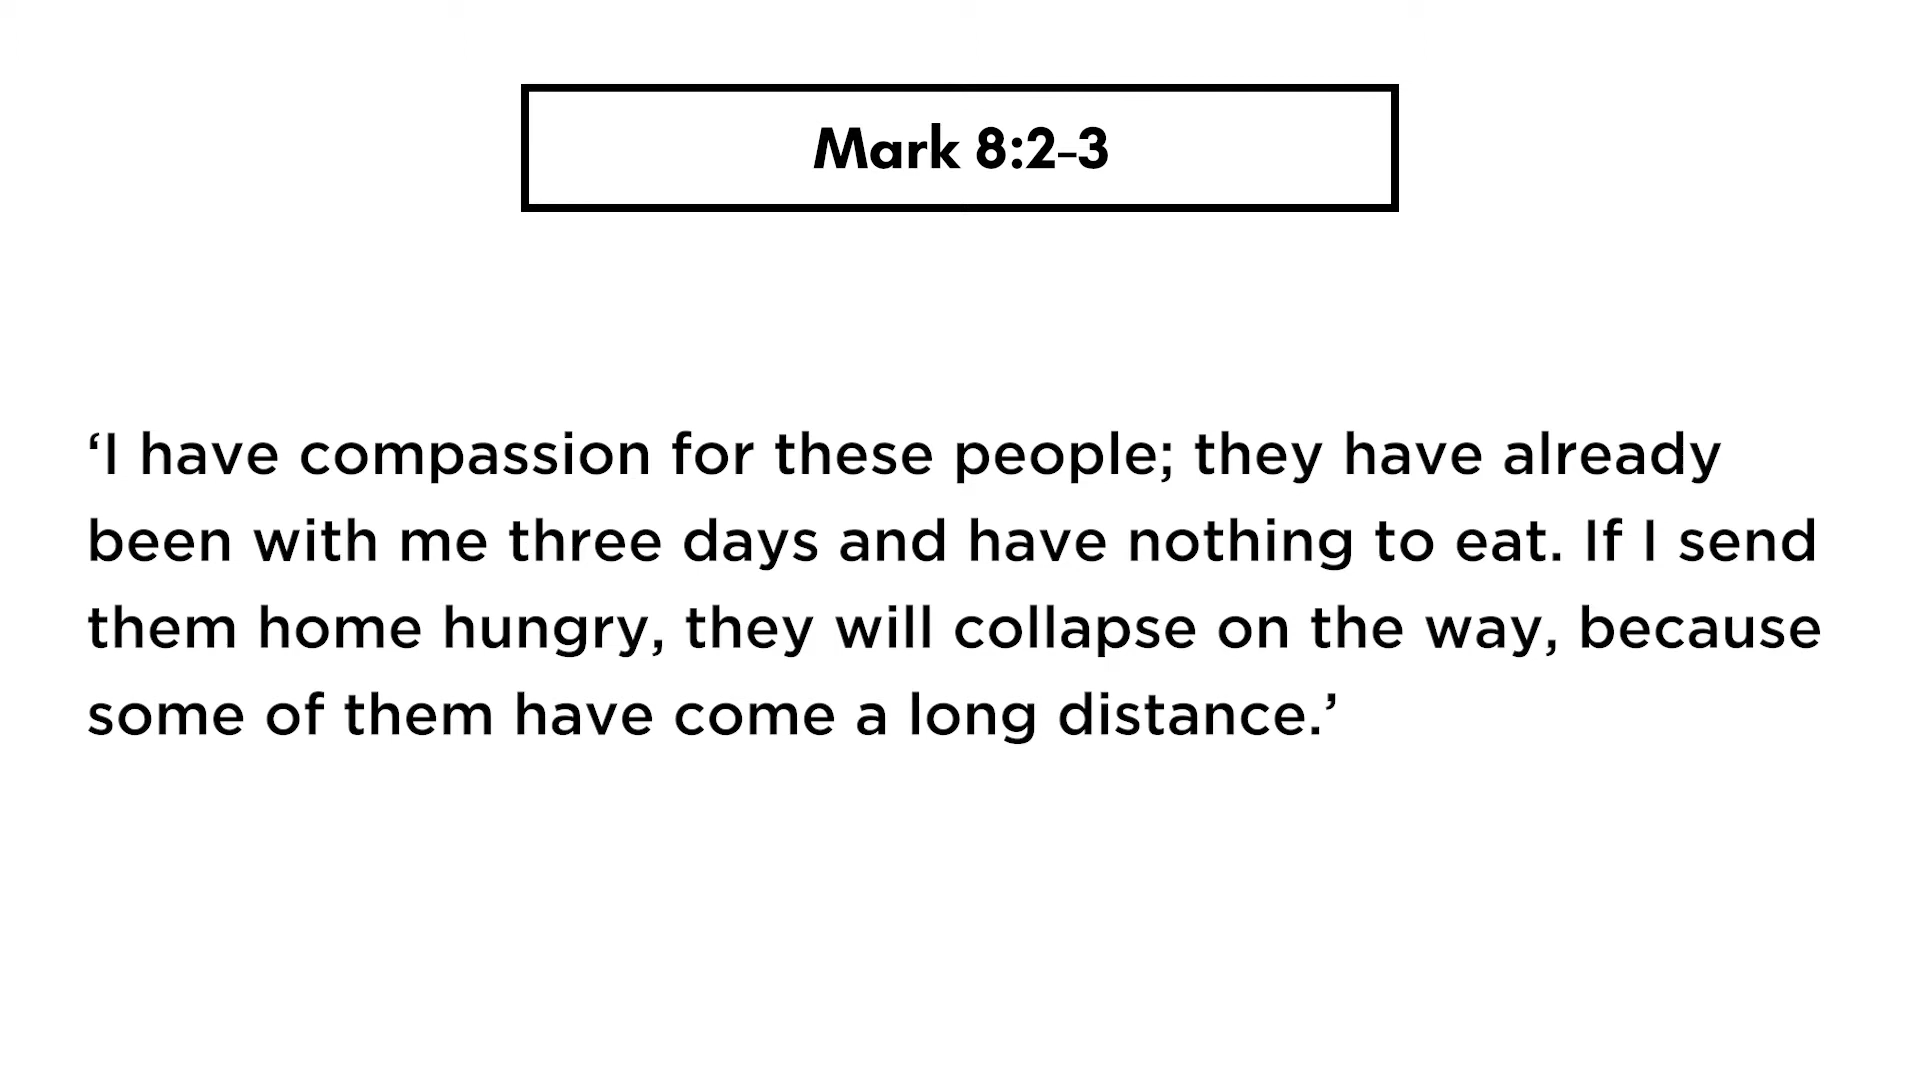 Mark 8:2–3
‘I have compassion for these people; they have already
been with me three days and have nothing to eat. If I send
them home hungry, they will collapse on the way, because
some of them have come a long distance.’